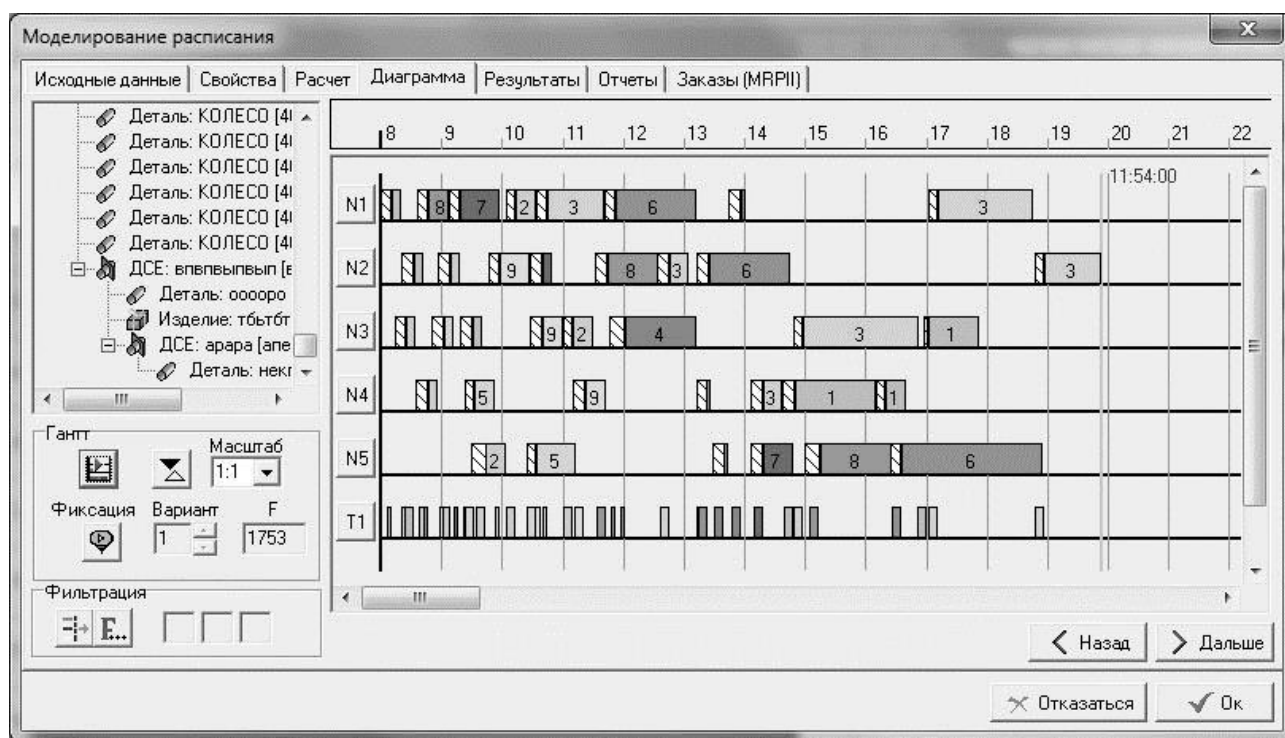 Моделирование расписания
Исходные данные Свойства Расчет Диаграмма Результаты Отчеты Заказы (MRPII)
Деталь: КОЛЕСО [4
Деталь: КОЛЕСО [4
Деталь: КОЛЕСО [4
Деталь: КОЛЕСО [4
Деталь: КОЛЕСО [4
Деталь: КОЛЕСО [4
ДСЕ: впвпвыпвып [в
Деталь: оооопо
Изделие: тбьтбт
ДСЕ: арара [апе
Деталь: некг
Гантт
Масштаб
1:1
Фиксация Вариант F
1 1753
Фильтрация
E...
8 9 10 11 12 13 14 15 16 17 18 19 20 21 22
11:54:00
N1 8 7 2 3 6 3
N2 9 8 3 6 3
N3 9 2 4 3 1
N4 5 9 3 1 1
N5 2 5 7 8 6
T1
Назад Дальше
Отказаться Ок